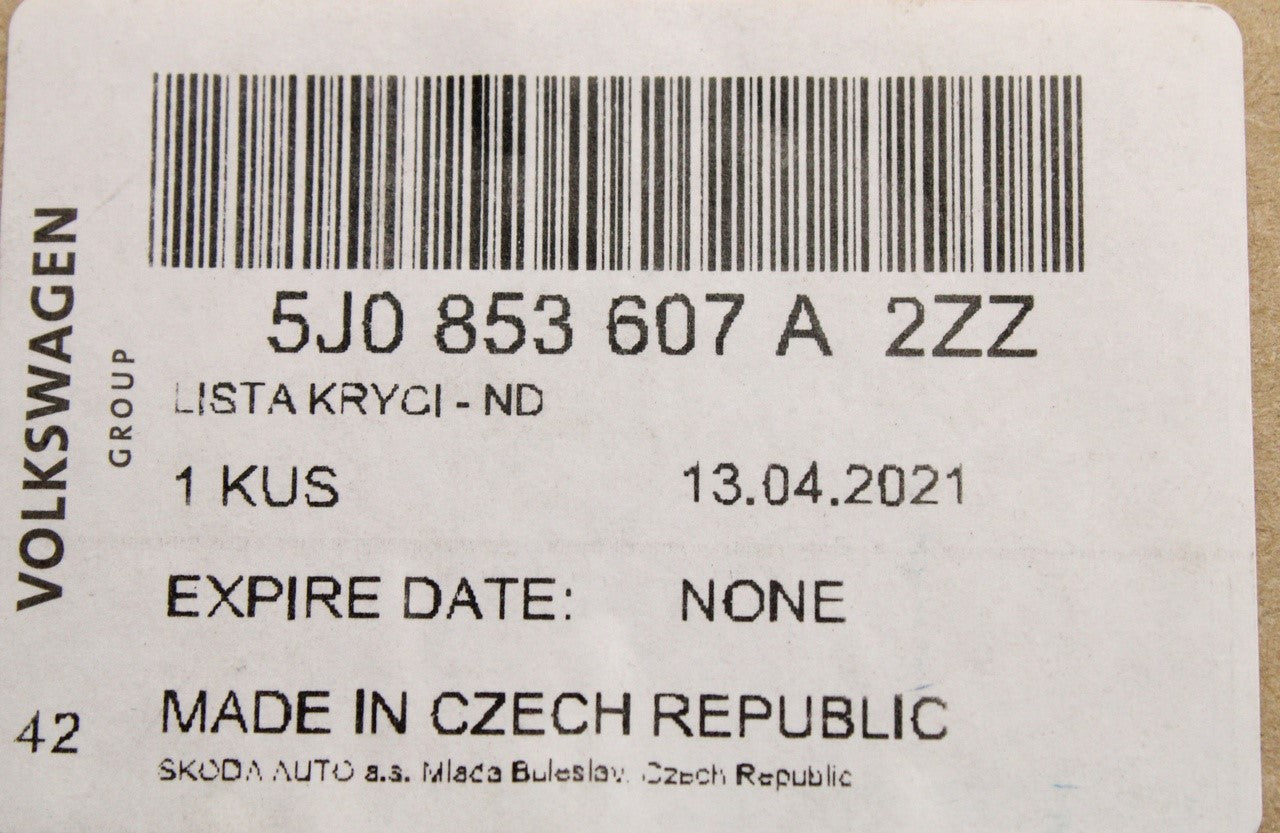 VOLKSWAGEN
GROUP
5J0 853 607 A 2ZZ
LISTA KRYCI - ND
1 KUS 13.04.2021
EXPIRE DATE: NONE
42
MADE IN CZECH REPUBLIC
SKODA AUTO a.s. Mlada Boleslav, Czech Republic